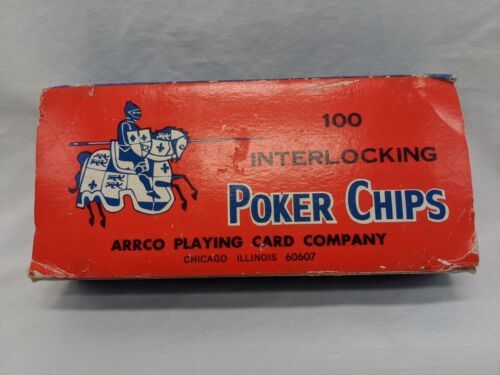 100
INTERLOCKING
POKER CHIPS
ARRCO PLAYING CARD COMPANY
CHICAGO ILLINOIS 60607